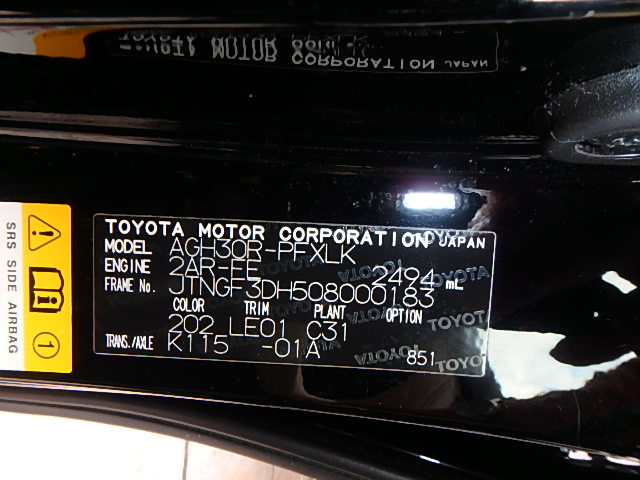 TOYOTA MOTOR CORPORATION JAPAN
MODEL AGH30R-PFXLK
ENGINE 2AR-FE 2494 mL
FRAME No. JTNGF3DH508000183
COLOR TRIM PLANT OPTION
202 LE01 C31
TRANS./AXLE K115 -01A
851
SRS SIDE AIRBAG
1